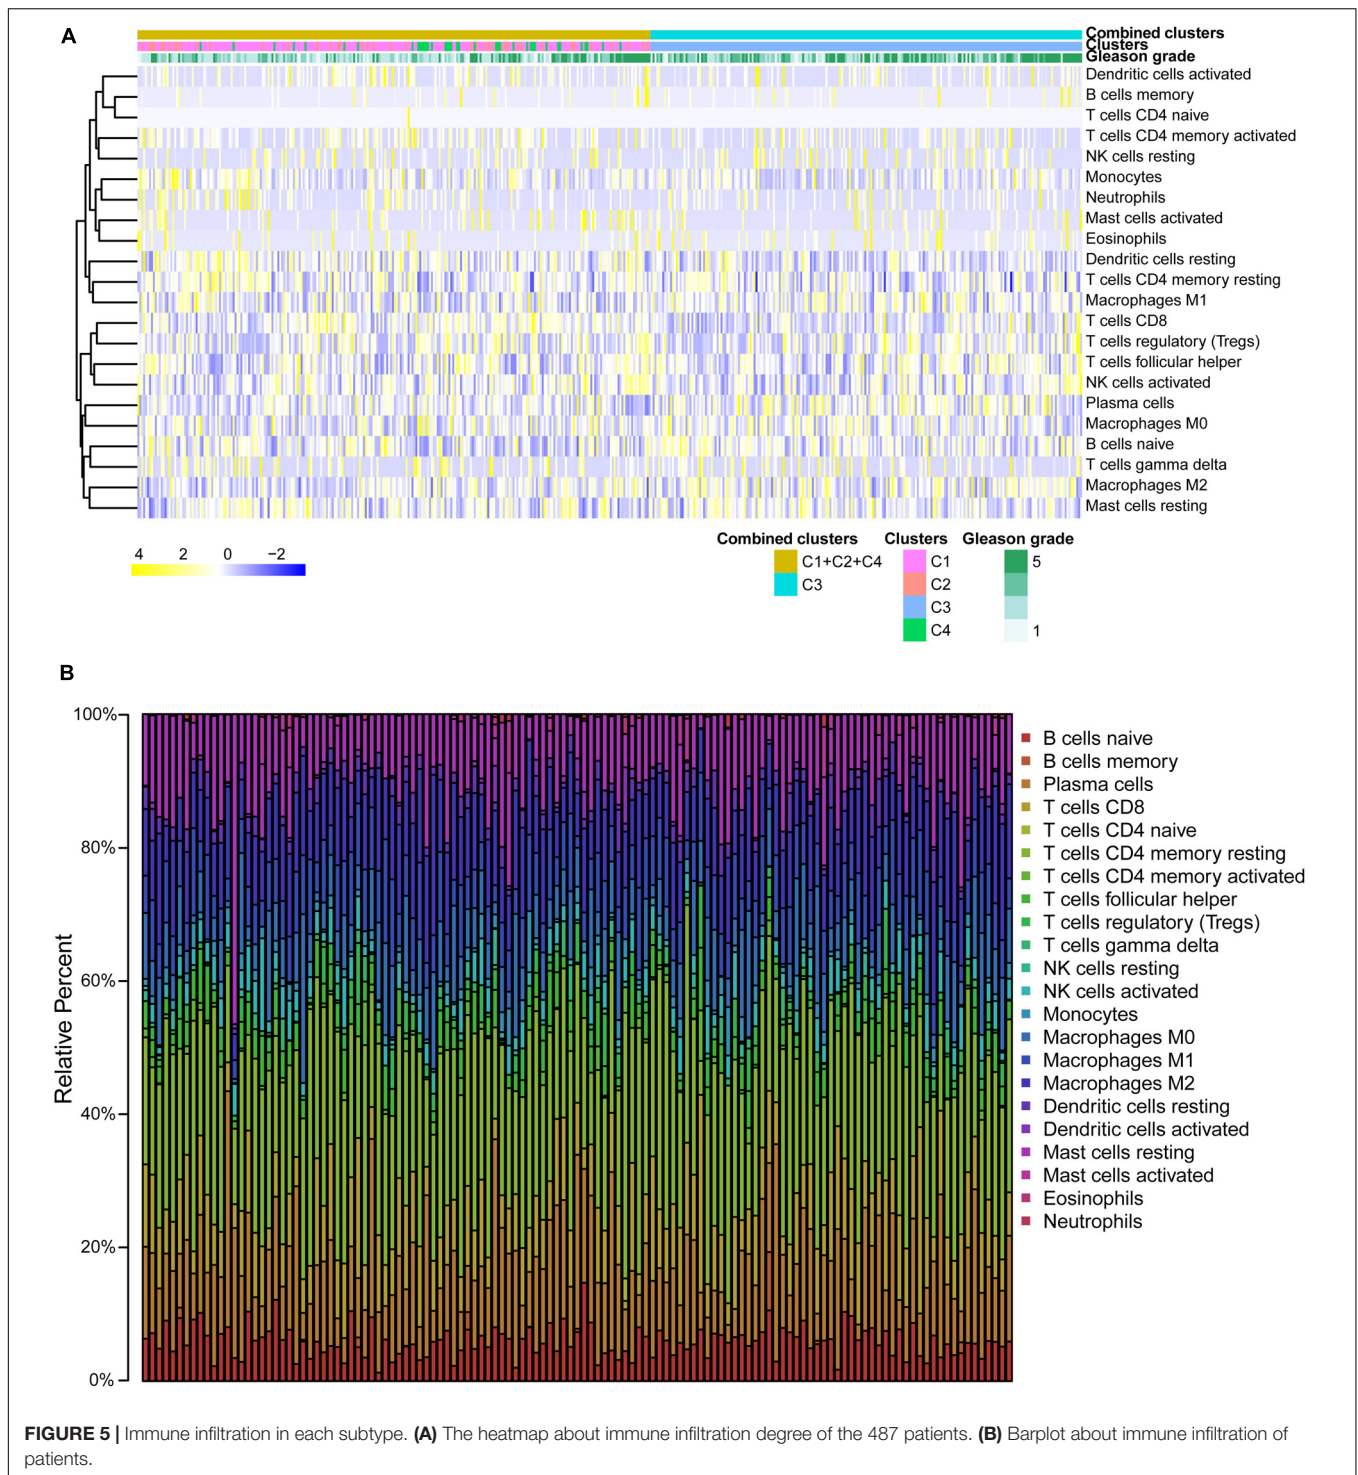 A
Combined clusters
Clusters
Gleason grade
Dendritic cells activated
B cells memory
T cells CD4 naive
T cells CD4 memory activated
NK cells resting
Monocytes
Neutrophils
Mast cells activated
Eosinophils
Dendritic cells resting
T cells CD4 memory resting
Macrophages M1
T cells CD8
T cells regulatory (Tregs)
T cells follicular helper
NK cells activated
Plasma cells
Macrophages M0
B cells naive
T cells gamma delta
Macrophages M2
Mast cells resting
4 2 0 −2
Combined clusters Clusters Gleason grade
C1+C2+C4 C1 5
C3 C2
C3
C4 1
B
100%
80%
60%
40%
20%
0%
Relative Percent
B cells naive
B cells memory
Plasma cells
T cells CD8
T cells CD4 naive
T cells CD4 memory resting
T cells CD4 memory activated
T cells follicular helper
T cells regulatory (Tregs)
T cells gamma delta
NK cells resting
NK cells activated
Monocytes
Macrophages M0
Macrophages M1
Macrophages M2
Dendritic cells resting
Dendritic cells activated
Mast cells resting
Mast cells activated
Eosinophils
Neutrophils
FIGURE 5 | Immune infiltration in each subtype. (A) The heatmap about immune infiltration degree of the 487 patients. (B) Barplot about immune infiltration of
patients.